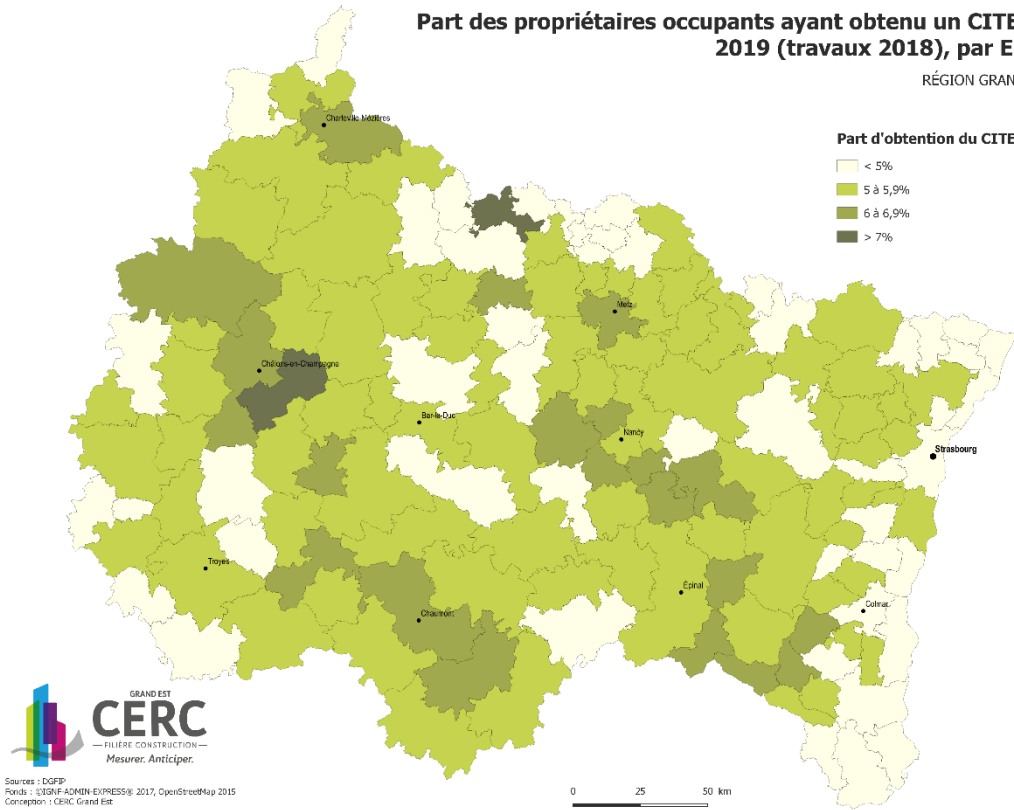 Part des propriétaires occupants ayant obtenu un CITE
2019 (travaux 2018), par E
RÉGION GRAN
Part d'obtention du CITE
< 5%
5 à 5,9%
6 à 6,9%
> 7%
Charleville-Mézières
Metz
Châlons-en-Champagne
Bar-le-Duc
Nancy
Strasbourg
Troyes
Épinal
Chaumont
Colmar
GRAND EST
CERC
FILIÈRE CONSTRUCTION
Mesurer. Anticiper.
Sources : DGFIP
Fonds : ©IGNF-ADMIN-EXPRESS® 2017, OpenStreetMap 2015
Conception : CERC Grand Est
0 25 50 km